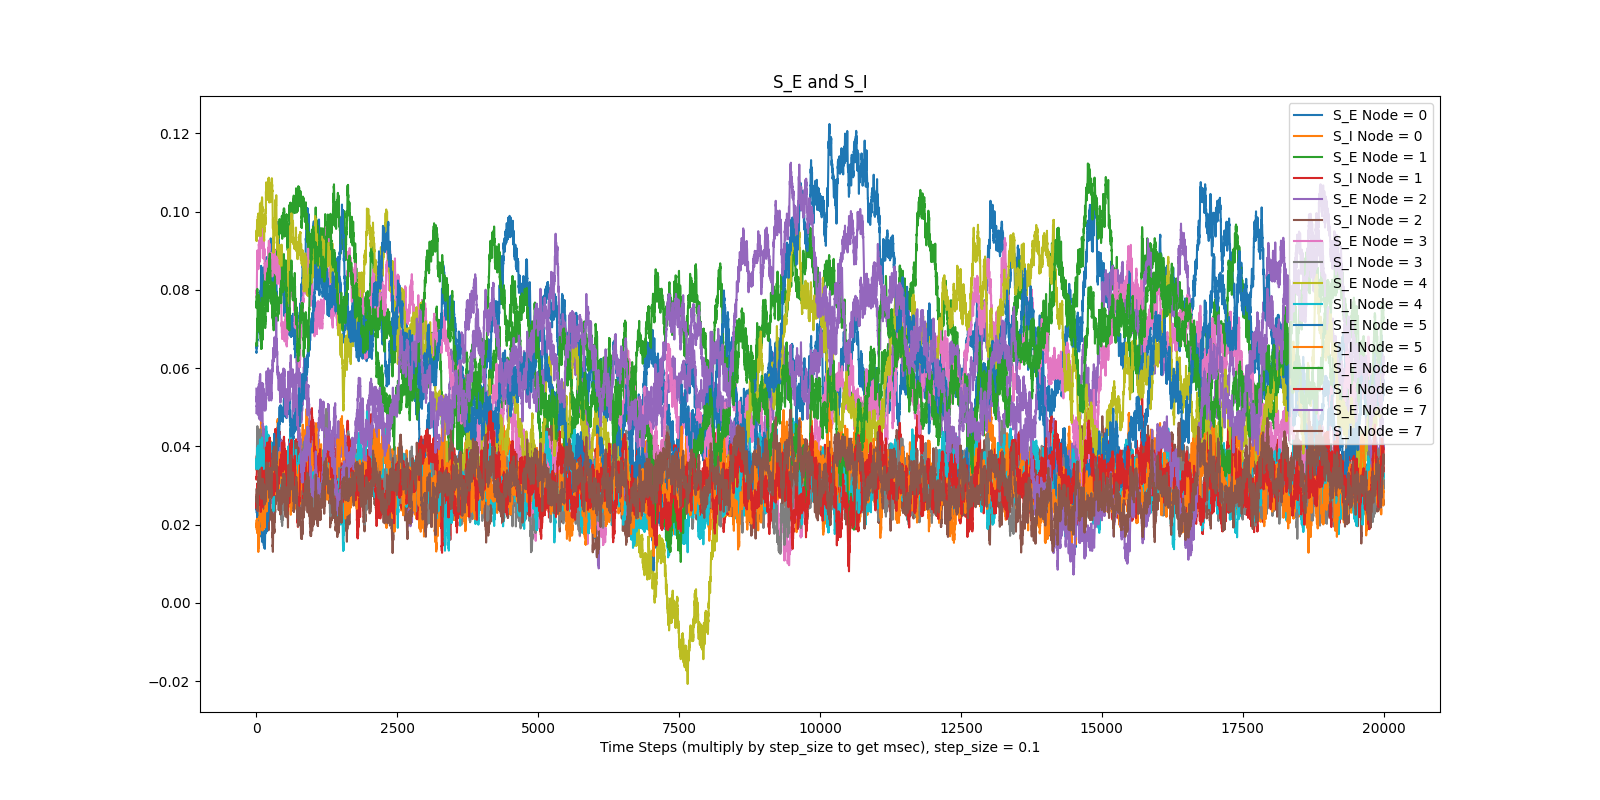 S_E and S_I
0.12
0.10
0.08
0.06
0.04
0.02
0.00
−0.02
0
2500
5000
7500
10000
12500
15000
17500
20000
Time Steps (multiply by step_size to get msec), step_size = 0.1
S_E Node = 0
S_I Node = 0
S_E Node = 1
S_I Node = 1
S_E Node = 2
S_I Node = 2
S_E Node = 3
S_I Node = 3
S_E Node = 4
S_I Node = 4
S_E Node = 5
S_I Node = 5
S_E Node = 6
S_I Node = 6
S_E Node = 7
S_I Node = 7